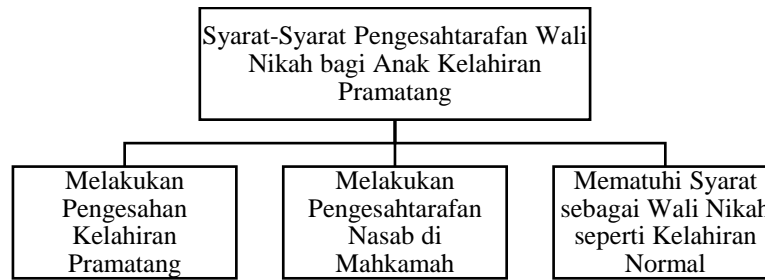 Syarat-Syarat Pengesahtarafan Wali
Nikah bagi Anak Kelahiran
Pramatang
Melakukan
Pengesahan
Kelahiran
Pramatang
Melakukan
Pengesahtarafan
Nasab di
Mahkamah
Mematuhi Syarat
sebagai Wali Nikah
seperti Kelahiran
Normal